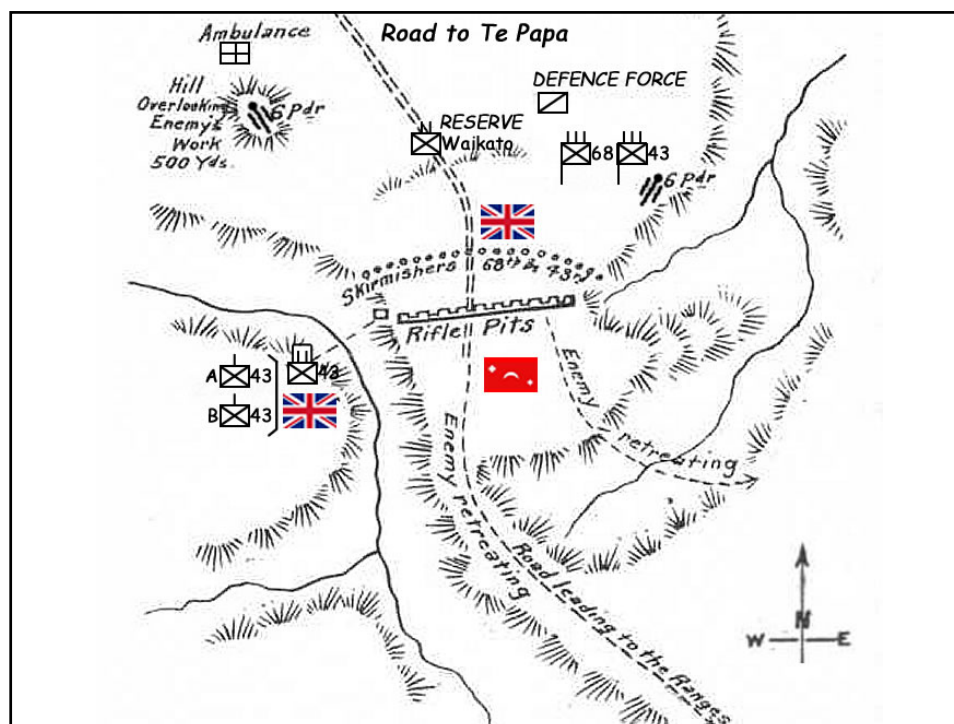 Road to Te Papa
Ambulance
Hill
Overlooking
Enemy's
Work
500 Yds.
6 Pdr
DEFENCE FORCE
RESERVE
Waikato
68
43
6 Pdr
Skirmishers 68th & 43rd
Rifle Pits
A 43
B 43
43
Enemy retreating
Enemy retreating
Road leading to the Ranges
N
W E